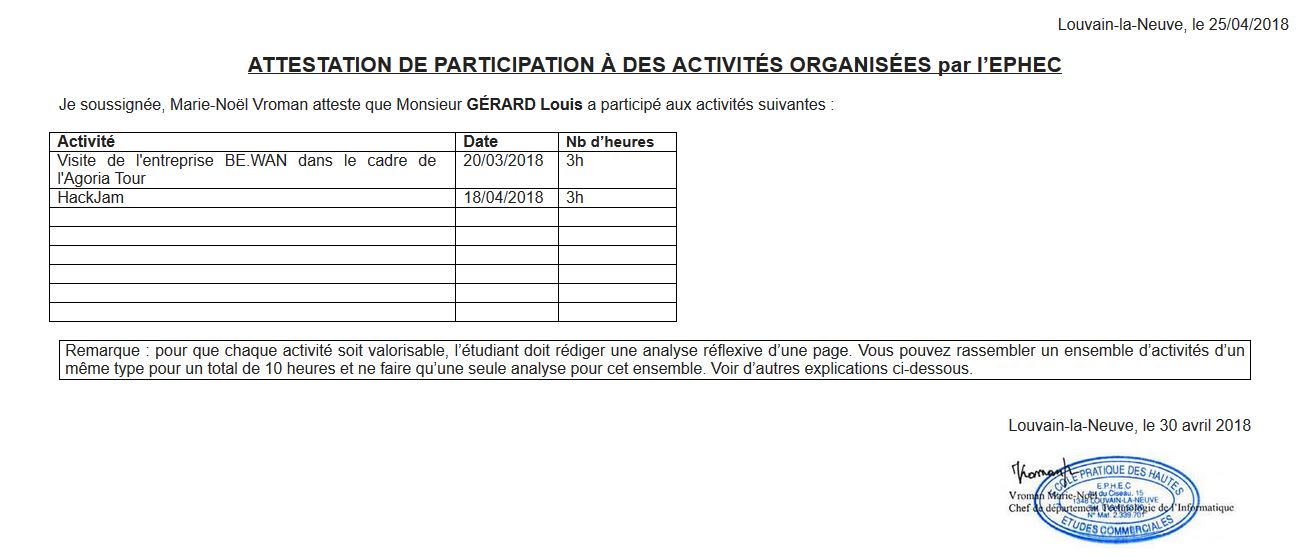 Louvain-la-Neuve, le 25/04/2018
ATTESTATION DE PARTICIPATION À DES ACTIVITÉS ORGANISÉES par l’EPHEC
Je soussignée, Marie-Noël Vroman atteste que Monsieur GÉRARD Louis a participé aux activités suivantes :
Activité Date Nb d’heures
Visite de l'entreprise BE.WAN dans le cadre de 20/03/2018 3h
l'Agoria Tour
HackJam 18/04/2018 3h
Remarque : pour que chaque activité soit valorisable, l’étudiant doit rédiger une analyse réflexive d’une page. Vous pouvez rassembler un ensemble d’activités d’un
même type pour un total de 10 heures et ne faire qu’une seule analyse pour cet ensemble. Voir d’autres explications ci-dessous.
Louvain-la-Neuve, le 30 avril 2018
Vroman
ECOLE PRATIQUE DES HAUTES
E.P.H.E.C
du Ciseau, 15
Vroman Marie-Noël
1348 LOUVAIN-LA-NEUVE
Chef de département Technologie de l’Informatique
N° Mat. 2.339.701
ETUDES COMMERCIALES